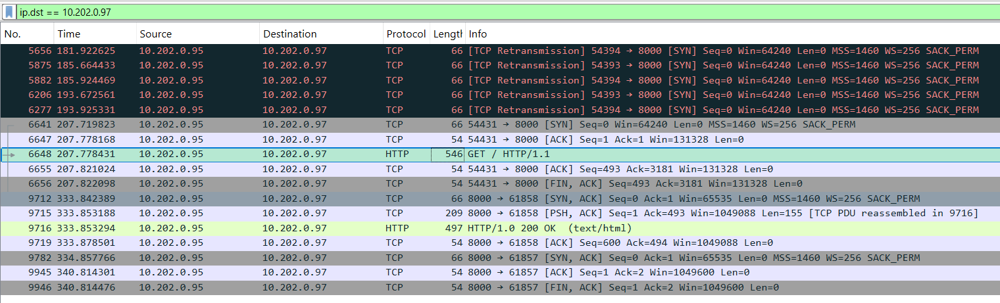 ip.dst == 10.202.0.97
No. Time Source Destination Protocol Length Info
5656 181.922625 10.202.0.95 10.202.0.97 TCP 66 [TCP Retransmission] 54394 → 8000 [SYN] Seq=0 Win=64240 Len=0 MSS=1460 WS=256 SACK_PERM
5875 185.664433 10.202.0.95 10.202.0.97 TCP 66 [TCP Retransmission] 54393 → 8000 [SYN] Seq=0 Win=64240 Len=0 MSS=1460 WS=256 SACK_PERM
5882 185.924469 10.202.0.95 10.202.0.97 TCP 66 [TCP Retransmission] 54394 → 8000 [SYN] Seq=0 Win=64240 Len=0 MSS=1460 WS=256 SACK_PERM
6206 193.672561 10.202.0.95 10.202.0.97 TCP 66 [TCP Retransmission] 54393 → 8000 [SYN] Seq=0 Win=64240 Len=0 MSS=1460 WS=256 SACK_PERM
6277 193.925331 10.202.0.95 10.202.0.97 TCP 66 [TCP Retransmission] 54394 → 8000 [SYN] Seq=0 Win=64240 Len=0 MSS=1460 WS=256 SACK_PERM
6641 207.719823 10.202.0.95 10.202.0.97 TCP 66 54431 → 8000 [SYN] Seq=0 Win=64240 Len=0 MSS=1460 WS=256 SACK_PERM
6647 207.778168 10.202.0.95 10.202.0.97 TCP 54 54431 → 8000 [ACK] Seq=1 Ack=1 Win=131328 Len=0
6648 207.778431 10.202.0.95 10.202.0.97 HTTP 546 GET / HTTP/1.1
6655 207.821024 10.202.0.95 10.202.0.97 TCP 54 54431 → 8000 [ACK] Seq=493 Ack=3181 Win=131328 Len=0
6656 207.822098 10.202.0.95 10.202.0.97 TCP 54 54431 → 8000 [FIN, ACK] Seq=493 Ack=3181 Win=131328 Len=0
9712 333.842389 10.202.0.95 10.202.0.97 TCP 66 8000 → 61858 [SYN, ACK] Seq=0 Ack=1 Win=65535 Len=0 MSS=1460 WS=256 SACK_PERM
9715 333.853188 10.202.0.95 10.202.0.97 TCP 209 8000 → 61858 [PSH, ACK] Seq=1 Ack=493 Win=1049088 Len=155 [TCP PDU reassembled in 9716]
9716 333.853294 10.202.0.95 10.202.0.97 HTTP 497 HTTP/1.0 200 OK (text/html)
9719 333.878501 10.202.0.95 10.202.0.97 TCP 54 8000 → 61858 [ACK] Seq=600 Ack=494 Win=1049088 Len=0
9782 334.857766 10.202.0.95 10.202.0.97 TCP 66 8000 → 61857 [SYN, ACK] Seq=0 Ack=1 Win=65535 Len=0 MSS=1460 WS=256 SACK_PERM
9945 340.814301 10.202.0.95 10.202.0.97 TCP 54 8000 → 61857 [ACK] Seq=1 Ack=2 Win=1049600 Len=0
9946 340.814476 10.202.0.95 10.202.0.97 TCP 54 8000 → 61857 [FIN, ACK] Seq=1 Ack=2 Win=1049600 Len=0